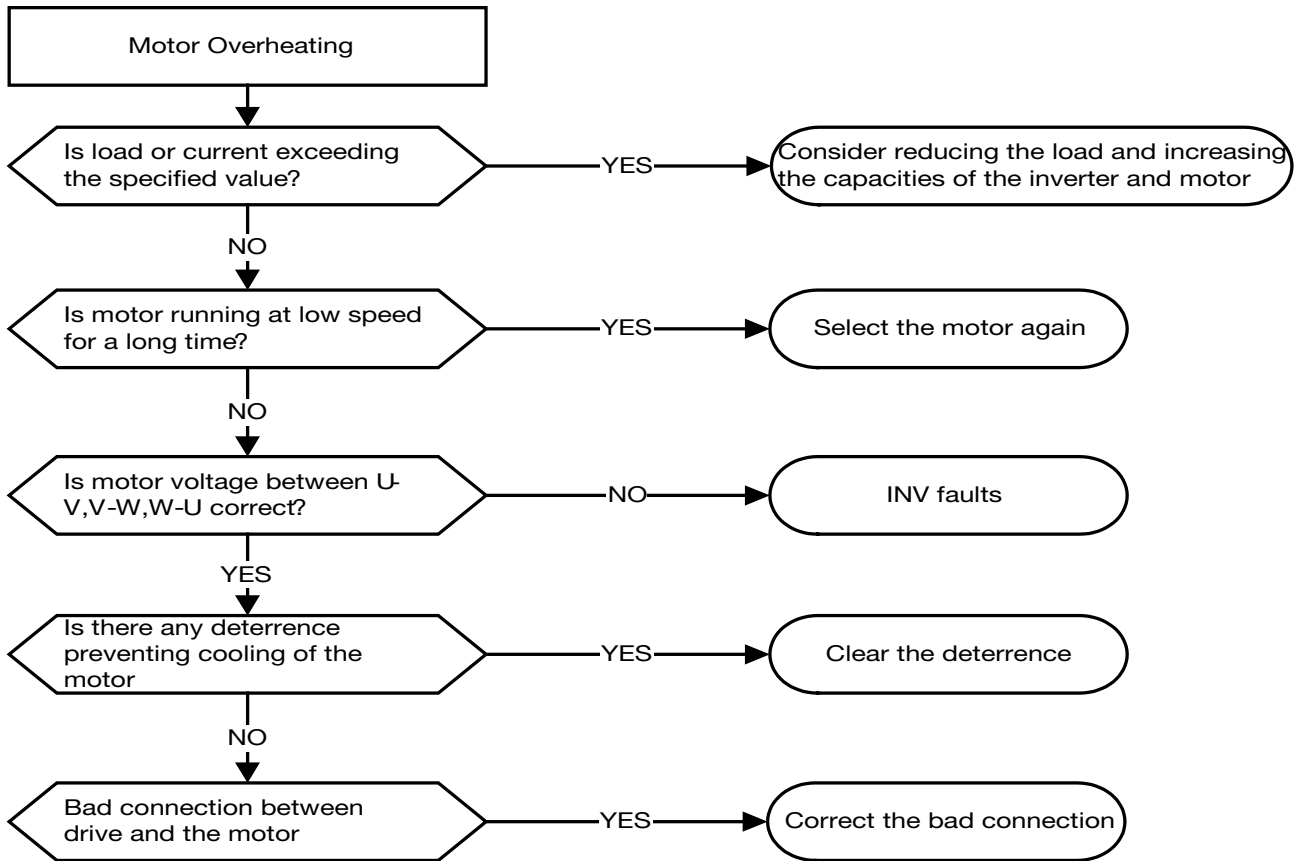 Motor Overheating
Is load or current exceeding
the specified value?
YES
Consider reducing the load and increasing
the capacities of the inverter and motor
NO
Is motor running at low speed
for a long time?
YES
Select the motor again
NO
Is motor voltage between U-
V,V-W,W-U correct?
NO
INV faults
YES
Is there any deterrence
preventing cooling of the
motor
YES
Clear the deterrence
NO
Bad connection between
drive and the motor
YES
Correct the bad connection